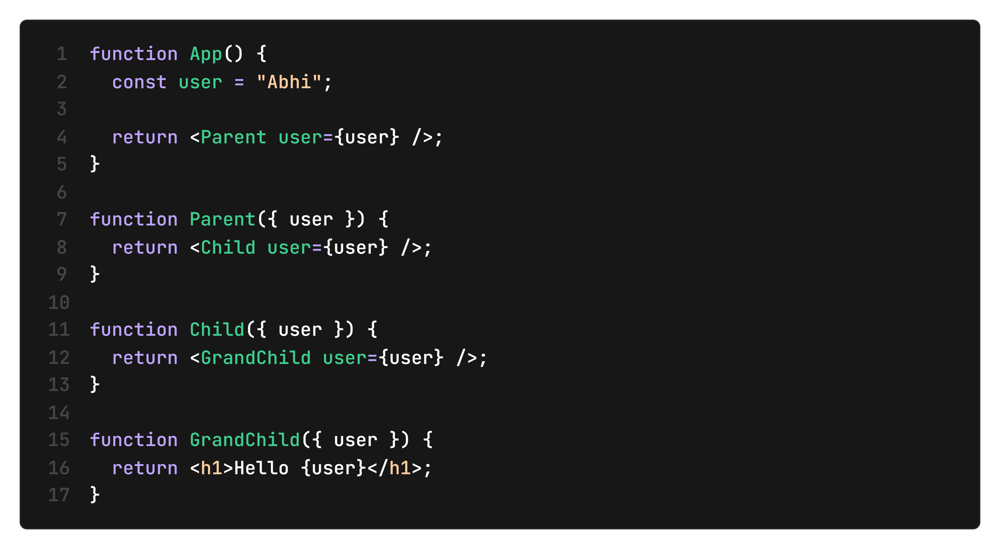 1 function App() {
2   const user = "Abhi";
3
4   return <Parent user={user} />;
5 }
6
7 function Parent({ user }) {
8   return <Child user={user} />;
9 }
10
11 function Child({ user }) {
12   return <GrandChild user={user} />;
13 }
14
15 function GrandChild({ user }) {
16   return <h1>Hello {user}</h1>;
17 }